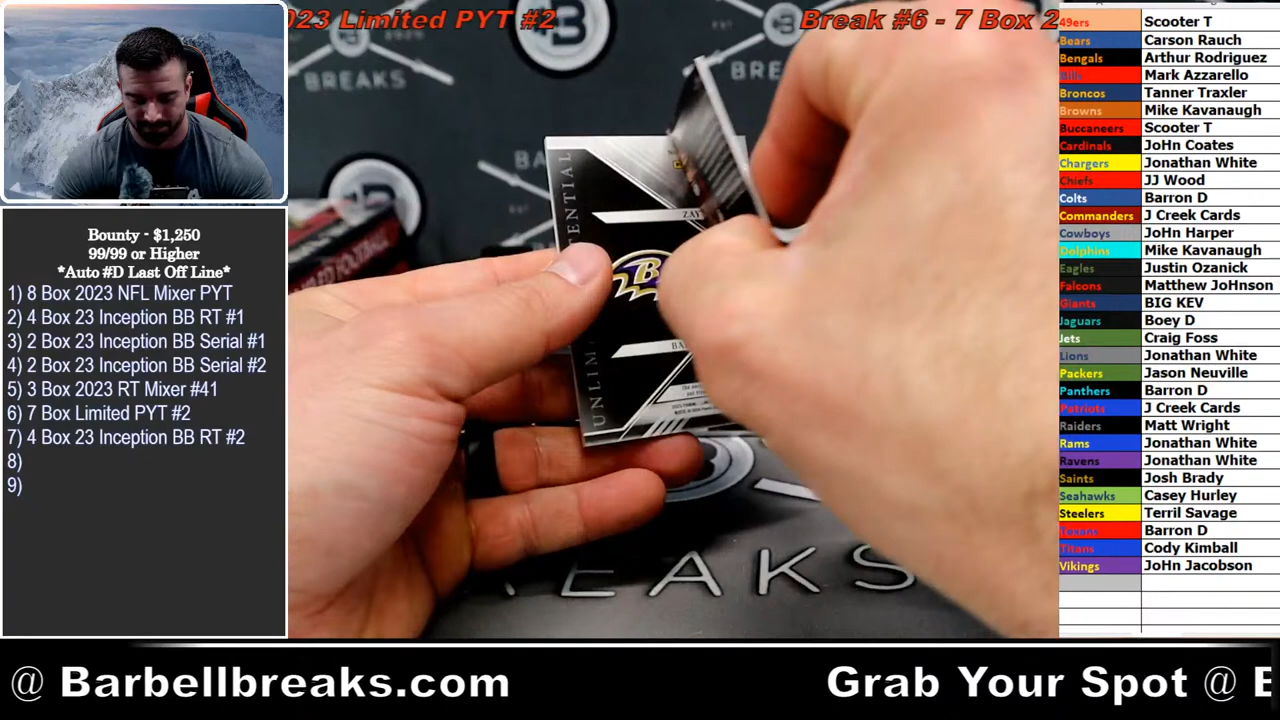 2023 Limited PYT #2
Break #6 - 7 Box 2
Bounty - $1,250
99/99 or Higher
*Auto #D Last Off Line*
1) 8 Box 2023 NFL Mixer PYT
2) 4 Box 23 Inception BB RT #1
3) 2 Box 23 Inception BB Serial #1
4) 2 Box 23 Inception BB Serial #2
5) 3 Box 2023 RT Mixer #41
6) 7 Box Limited PYT #2
7) 4 Box 23 Inception BB RT #2
8)
9)
BREAKS
BRE
BA
ZAY
B
BA
UNLIM
TENTIAL
BREAKS
49ers Scooter T
Bears Carson Rauch
Bengals Arthur Rodriguez
Bills Mark Azzarello
Broncos Tanner Traxler
Browns Mike Kavanaugh
Buccaneers Scooter T
Cardinals JoHn Coates
Chargers Jonathan White
Chiefs JJ Wood
Colts Barron D
Commanders J Creek Cards
Cowboys JoHn Harper
Dolphins Mike Kavanaugh
Eagles Justin Ozanick
Falcons Matthew JoHnson
Giants BIG KEV
Jaguars Boey D
Jets Craig Foss
Lions Jonathan White
Packers Jason Neuville
Panthers Barron D
Patriots J Creek Cards
Raiders Matt Wright
Rams Jonathan White
Ravens Jonathan White
Saints Josh Brady
Seahawks Casey Hurley
Steelers Terril Savage
Texans Barron D
Titans Cody Kimball
Vikings JoHn Jacobson
@ Barbellbreaks.com
Grab Your Spot @ B